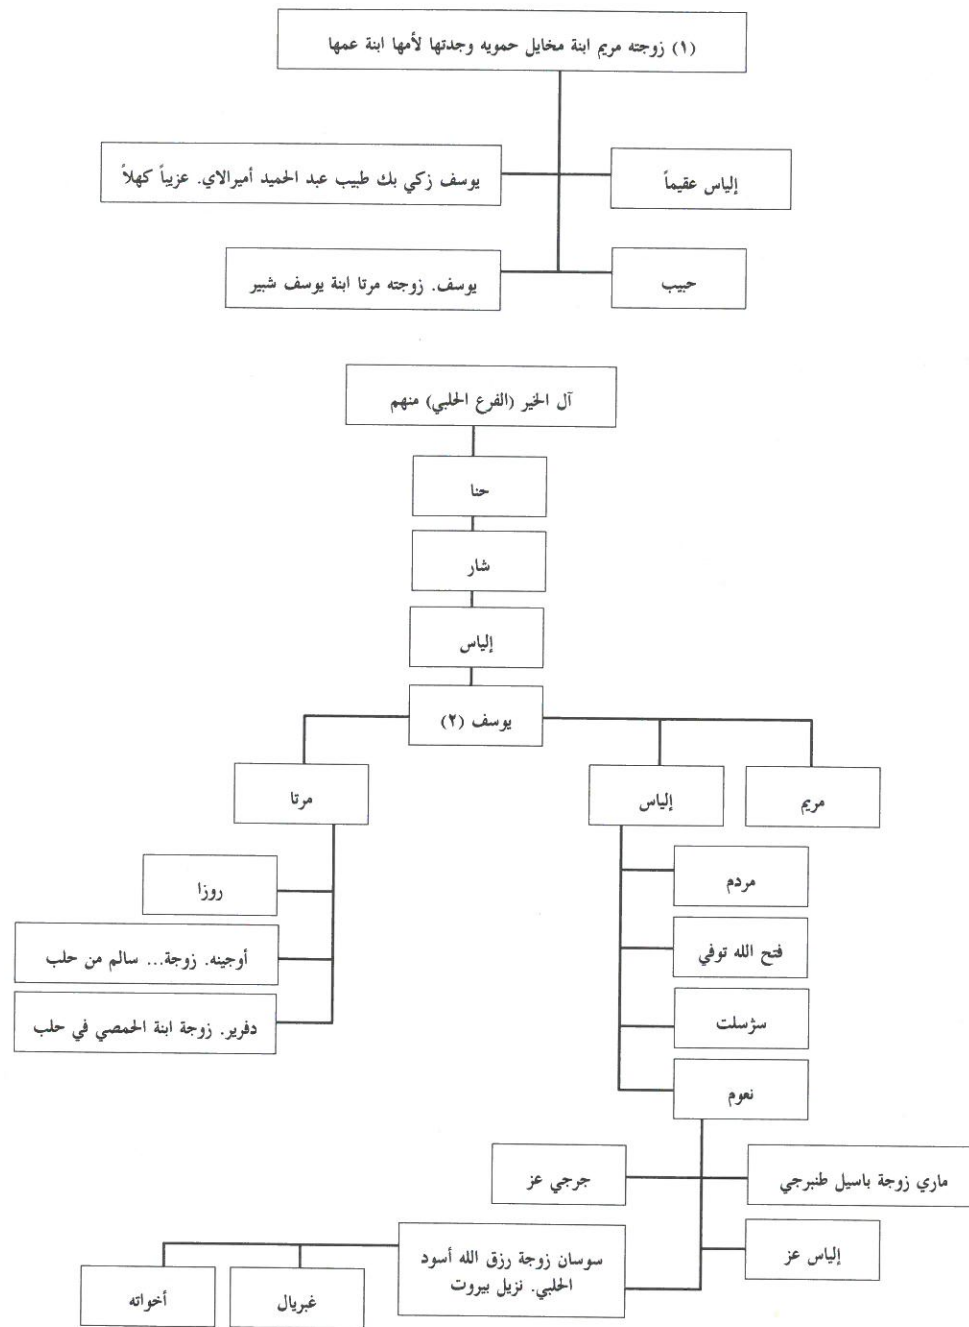 (١) زوجته مريم ابنة مخايل حمويه وجدتها لأمها ابنة عمها
إلياس عقيماً
يوسف زكي بك طبيب عبد الحميد أميرالاي. عزيباً كهلاً
حبيب
يوسف. زوجته مرتا ابنة يوسف شبير
آل الخير (الفرع الحلبي) منهم
حنا
شار
إلياس
يوسف (٢)
مريم
إلياس
مرتا
مردم
روزا
فتح الله توفي
أوجينه. زوجة... سالم من حلب
سژسلت
دفرير. زوجة ابنة الحمصي في حلب
نعوم
ماري زوجة باسيل طنبرجي
جرجي عز
إلياس عز
سوسان زوجة رزق الله أسود
الحلبي. نزيل بيروت
غبريال
أخواته